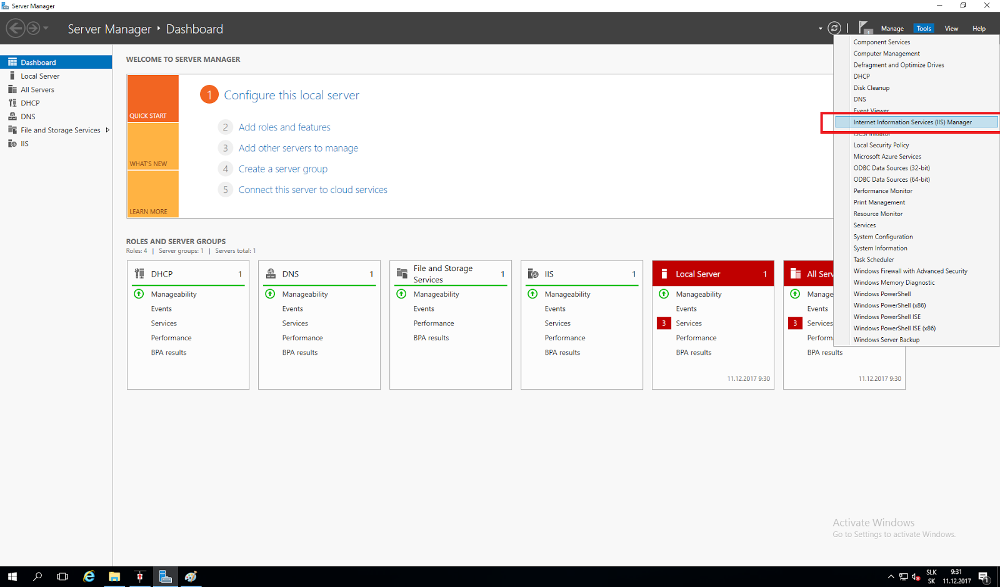 Server Manager
Server Manager ‣ Dashboard
1
Manage
Tools
View
Help
Dashboard
Local Server
All Servers
DHCP
DNS
File and Storage Services
IIS
WELCOME TO SERVER MANAGER
QUICK START
WHAT'S NEW
LEARN MORE
1 Configure this local server
2 Add roles and features
3 Add other servers to manage
4 Create a server group
5 Connect this server to cloud services
Component Services
Computer Management
Defragment and Optimize Drives
DHCP
Disk Cleanup
DNS
Event Viewer
Internet Information Services (IIS) Manager
iSCSI Initiator
Local Security Policy
Microsoft Azure Services
ODBC Data Sources (32-bit)
ODBC Data Sources (64-bit)
Performance Monitor
Print Management
Resource Monitor
Services
System Configuration
System Information
Task Scheduler
Windows Firewall with Advanced Security
Windows Memory Diagnostic
Windows PowerShell
Windows PowerShell (x86)
Windows PowerShell ISE
Windows PowerShell ISE (x86)
Windows Server Backup
ROLES AND SERVER GROUPS
Roles: 4 | Server groups: 1 | Servers total: 1
DHCP 1
Manageability
Events
Services
Performance
BPA results
DNS 1
Manageability
Events
Services
Performance
BPA results
File and Storage
Services 1
Manageability
Events
Performance
BPA results
IIS 1
Manageability
Events
Services
Performance
BPA results
Local Server 1
Manageability
Events
3 Services
Performance
BPA results
11.12.2017 9:30
All Serv
Manage
Events
3 Services
Perform
BPA results
11.12.2017 9:30
Activate Windows
Go to Settings to activate Windows.
SLK
SK
9:31
11.12.2017
1